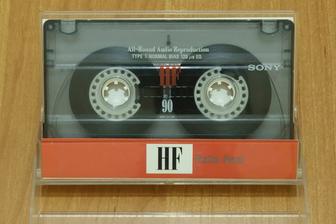 All-Round Audio Reproduction
TYPE I · NORMAL BIAS 120 µs EQ
SONY
HF
90
HF